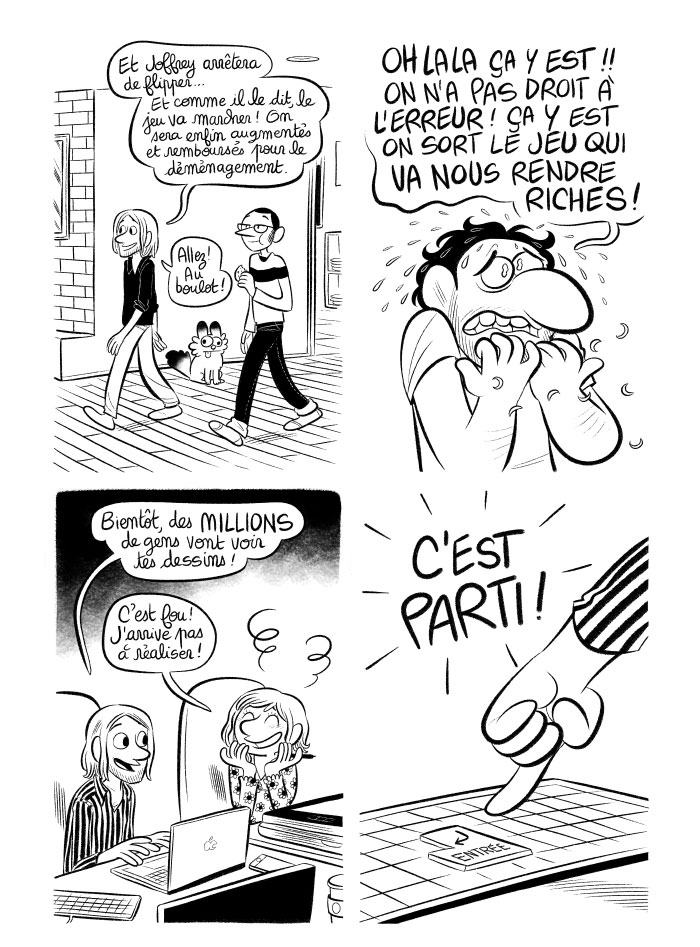 Et Joffrey arrêtera
de flipper...
Et comme il le dit, le
jeu va marcher ! On
sera enfin augmentés
et remboursés pour le
déménagement.
Allez !
Au
boulot !
OH LALA ÇA Y EST !!
ON N'A PAS DROIT À
L'ERREUR ! ÇA Y EST
ON SORT LE JEU QUI
VA NOUS RENDRE
RICHES !
Bientôt, des MILLIONS
de gens vont voir
tes dessins !
C'est fou !
J'arrive pas
à réaliser !
C'EST
PARTI !
ENTRÉE